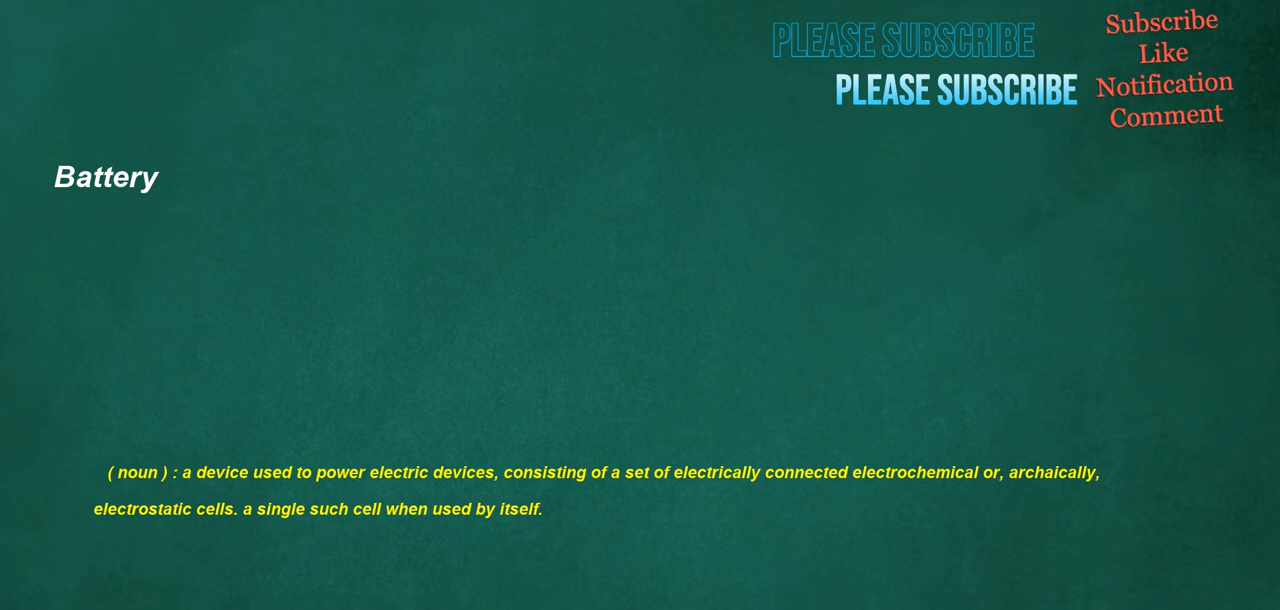 PLEASE SUBSCRIBE
PLEASE SUBSCRIBE
Subscribe
Like
Notification
Comment
Battery
( noun ) : a device used to power electric devices, consisting of a set of electrically connected electrochemical or, archaically,
electrostatic cells. a single such cell when used by itself.